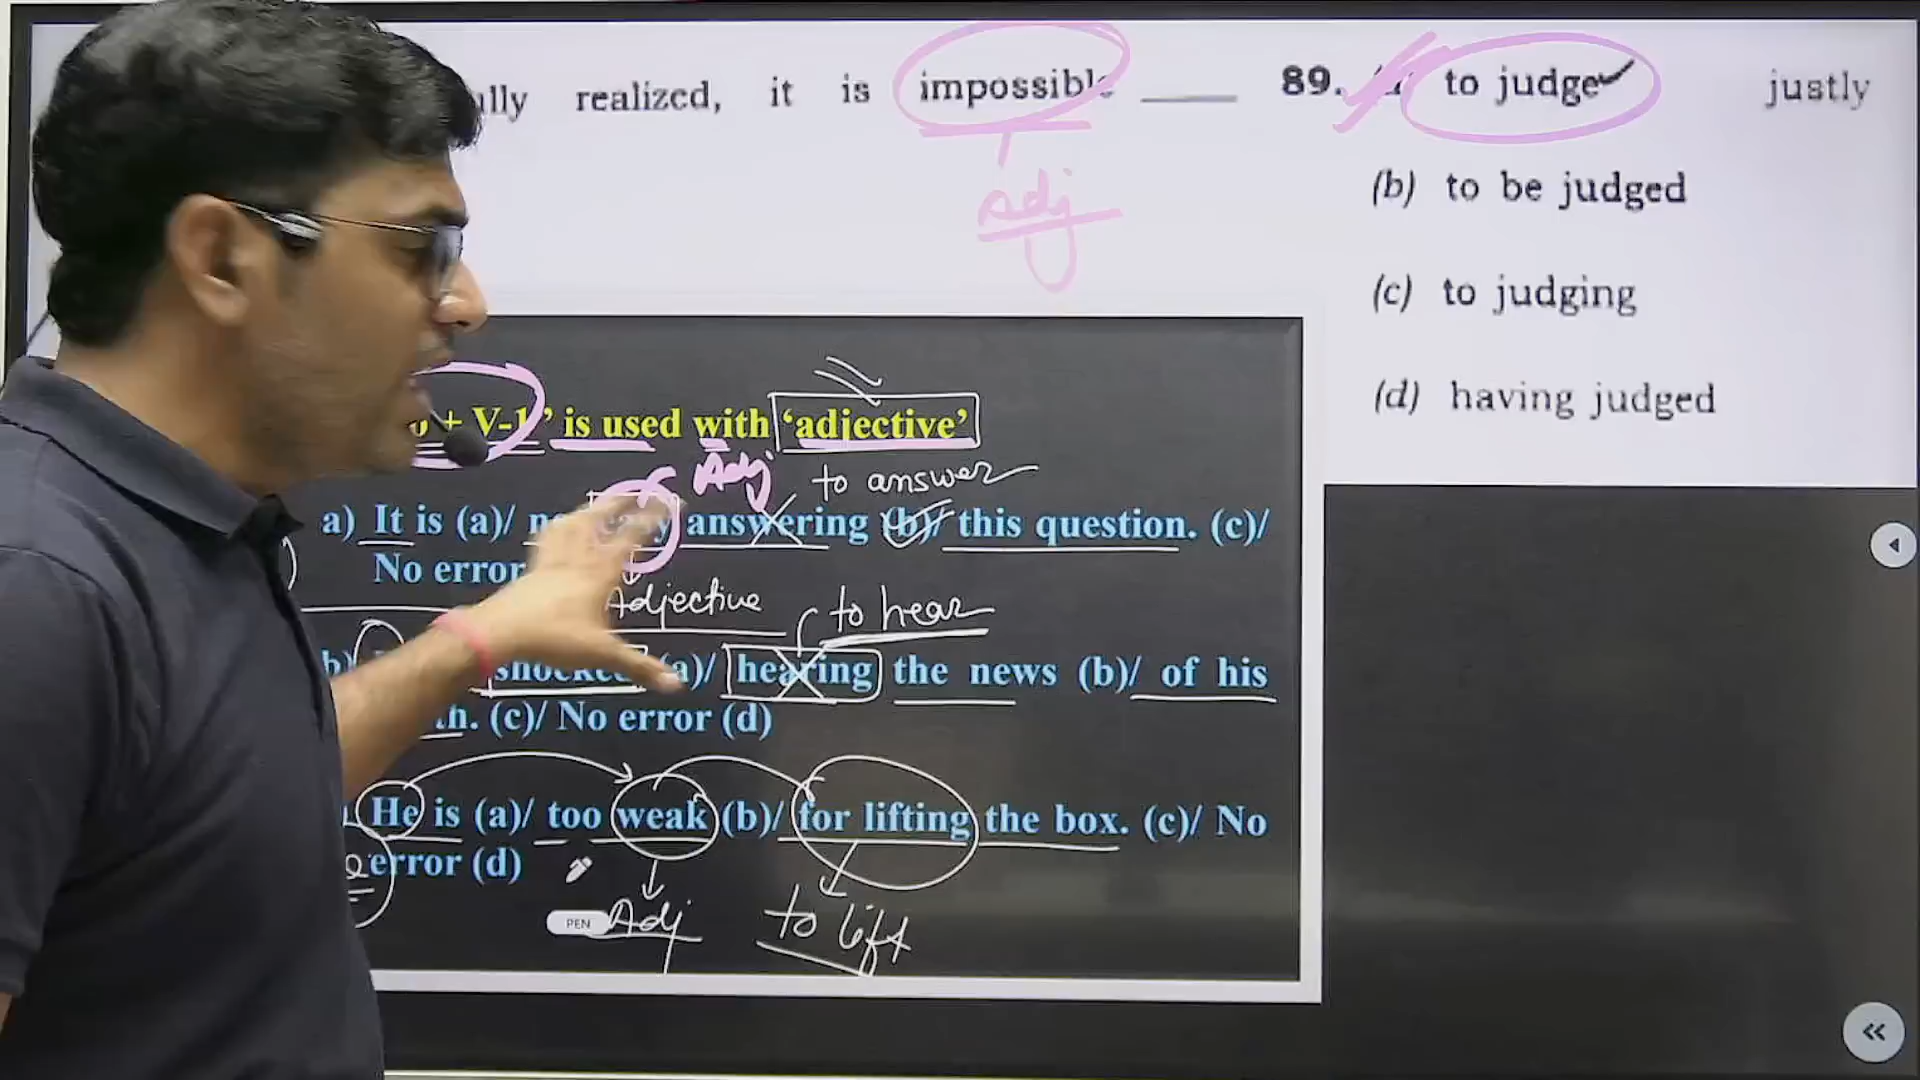 realized, it is impossible ____ 89. to judge justly
(b) to be judged
Adj
(c) to judging
(d) having judged
+ V-1' is used with 'adjective'
Adj to answer
a) It is (a)/ answering (b)/ this question. (c)/
No error
Adjective to hear
b) shocked (a)/ hearing the news (b)/ of his
(c)/ No error (d)
He is (a)/ too weak (b)/ for lifting the box. (c)/ No
error (d)
PEN Adj to lift